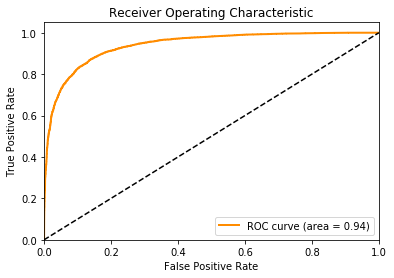 Receiver Operating Characteristic
1.0
0.8
0.6
0.4
0.2
0.0
True Positive Rate
ROC curve (area = 0.94)
0.0 0.2 0.4 0.6 0.8 1.0
False Positive Rate